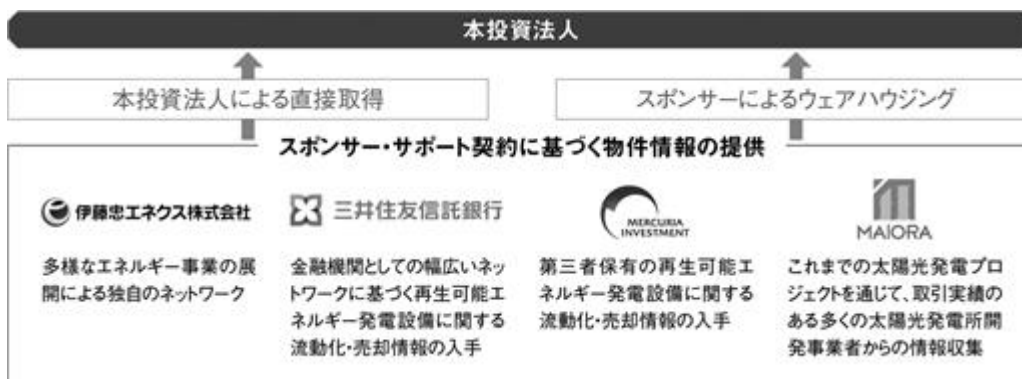 本投資法人
本投資法人による直接取得
スポンサーによるウェアハウジング
スポンサー・サポート契約に基づく物件情報の提供
伊藤忠エネクス株式会社
多様なエネルギー事業の展
開による独自のネットワーク
三井住友信託銀行
金融機関としての幅広いネッ
トワークに基づく再生可能エ
ネルギー発電設備に関する
流動化・売却情報の入手
MERCURIA
INVESTMENT
第三者保有の再生可能エ
ネルギー発電設備に関する
流動化・売却情報の入手
MAIORA
これまでの太陽光発電プロ
ジェクトを通じて、取引実績の
ある多くの太陽光発電所開
発事業者からの情報収集